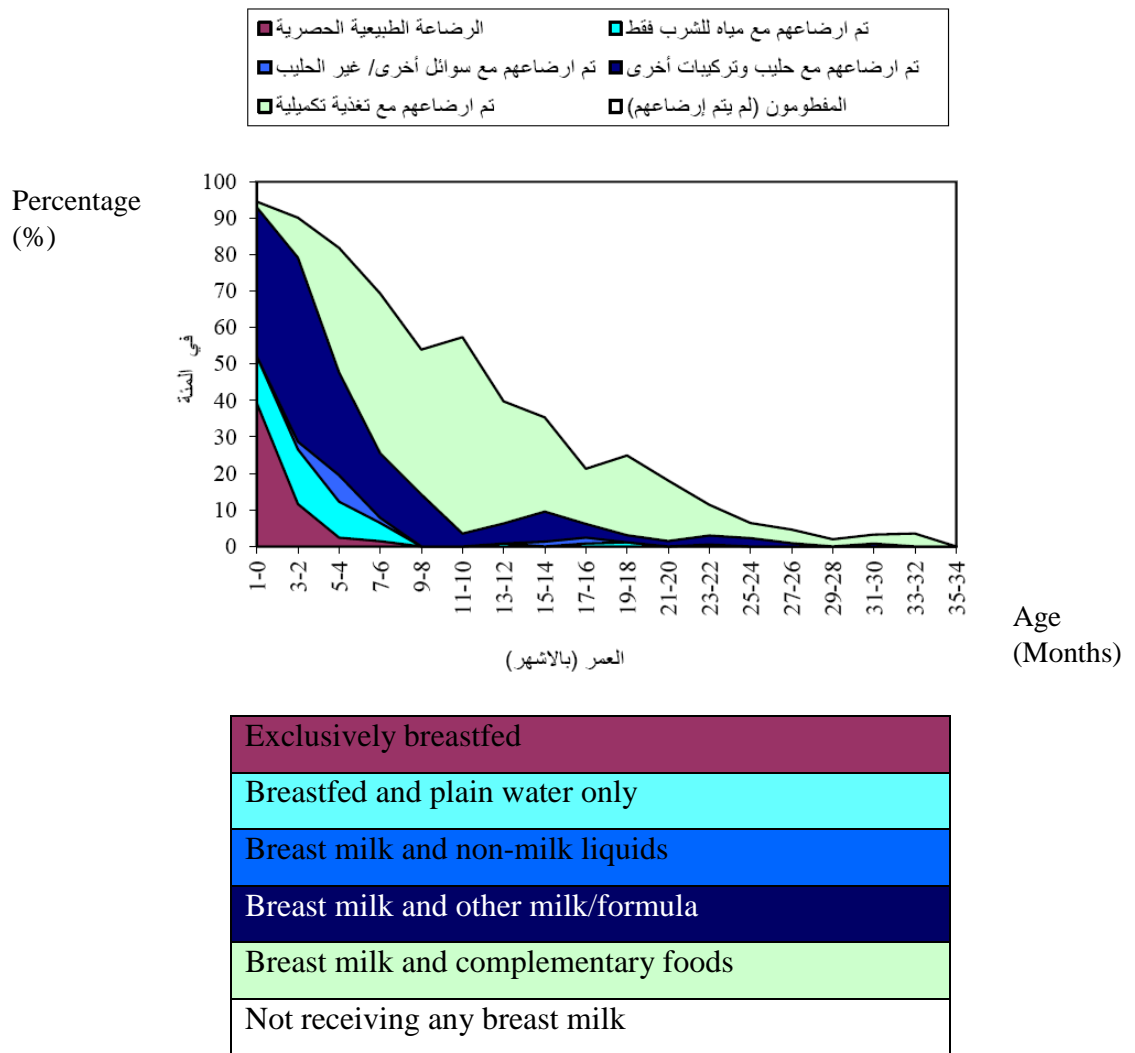 الرضاعة الطبيعية الحصرية
تم ارضاعهم مع مياه للشرب فقط
تم ارضاعهم مع سوائل أخرى/ غير الحليب
تم ارضاعهم مع حليب وتركيبات أخرى
تم ارضاعهم مع تغذية تكميلية
المفطومون (لم يتم إرضاعهم)
Percentage
(%)
في المئة
100
90
80
70
60
50
40
30
20
10
0
1-0
3-2
5-4
7-6
9-8
11-10
13-12
15-14
17-16
19-18
21-20
23-22
25-24
27-26
29-28
31-30
33-32
35-34
Age
(Months)
العمر (بالاشهر)
Exclusively breastfed
Breastfed and plain water only
Breast milk and non-milk liquids
Breast milk and other milk/formula
Breast milk and complementary foods
Not receiving any breast milk